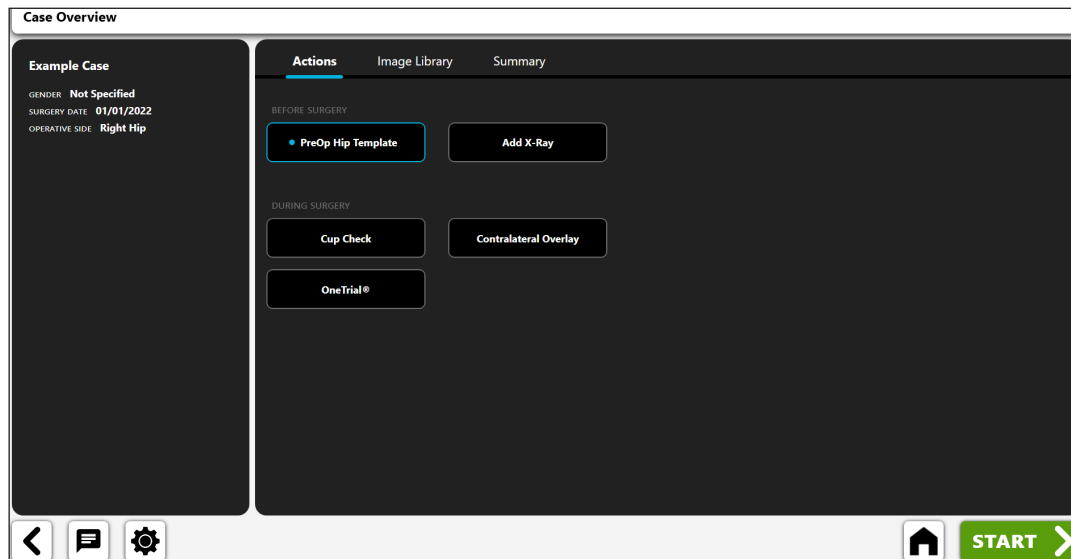 Case Overview
Example Case
GENDER Not Specified
SURGERY DATE 01/01/2022
OPERATIVE SIDE Right Hip
Actions Image Library Summary
BEFORE SURGERY
PreOp Hip Template Add X-Ray
DURING SURGERY
Cup Check Contralateral Overlay
OneTrial®
START